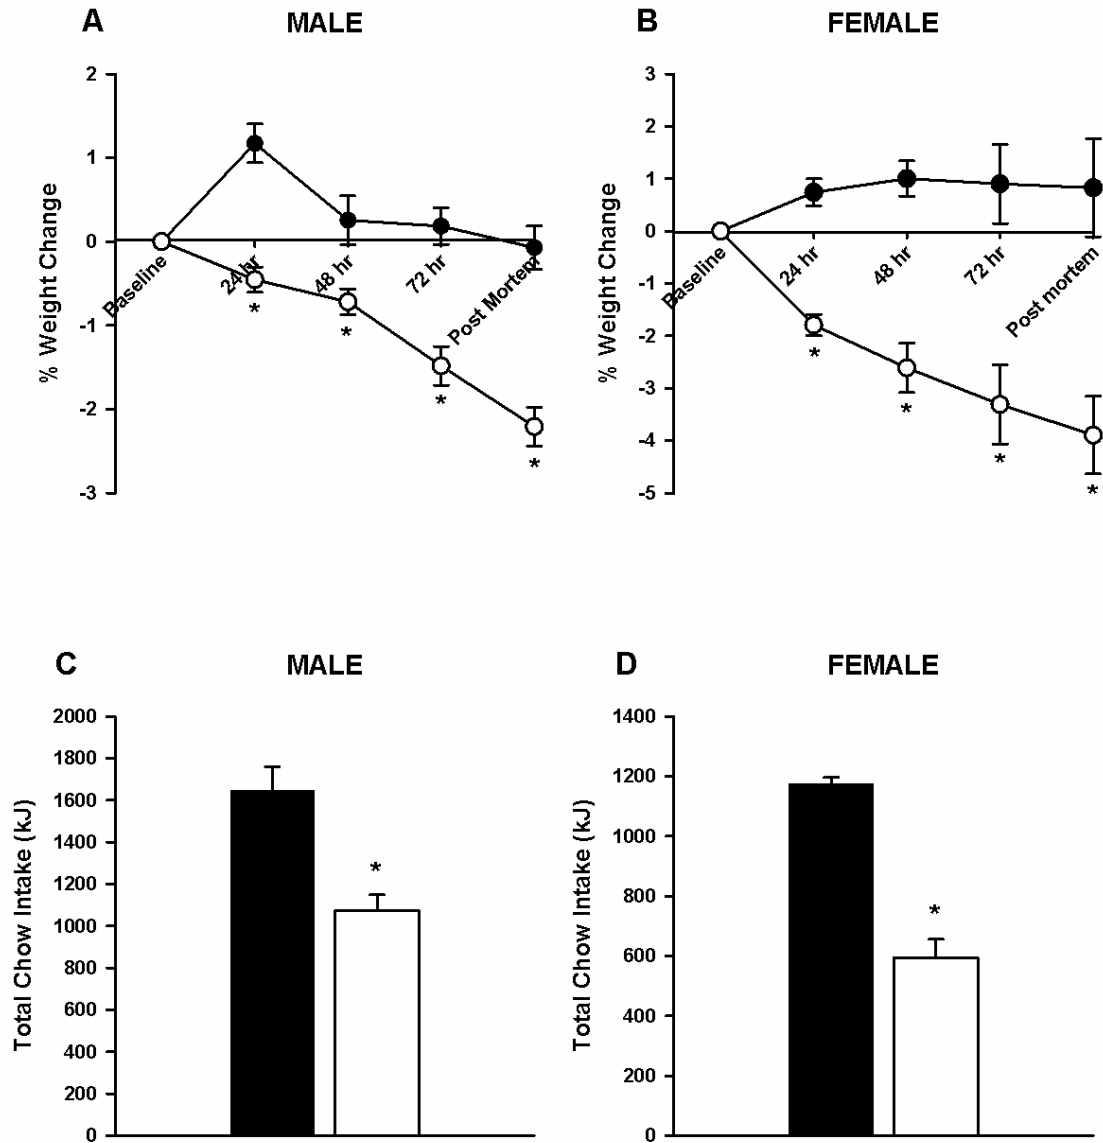 A MALE
2
1
0
-1
-2
-3
% Weight Change
Baseline
24 hr
48 hr
72 hr
Post Mortem
*
*
*
*
B FEMALE
3
2
1
0
-1
-2
-3
-4
-5
% Weight Change
Baseline
24 hr
48 hr
72 hr
Post mortem
*
*
*
*
C MALE
2000
1800
1600
1400
1200
1000
800
600
400
200
0
Total Chow Intake (kJ)
*
D FEMALE
1400
1200
1000
800
600
400
200
0
Total Chow Intake (kJ)
*